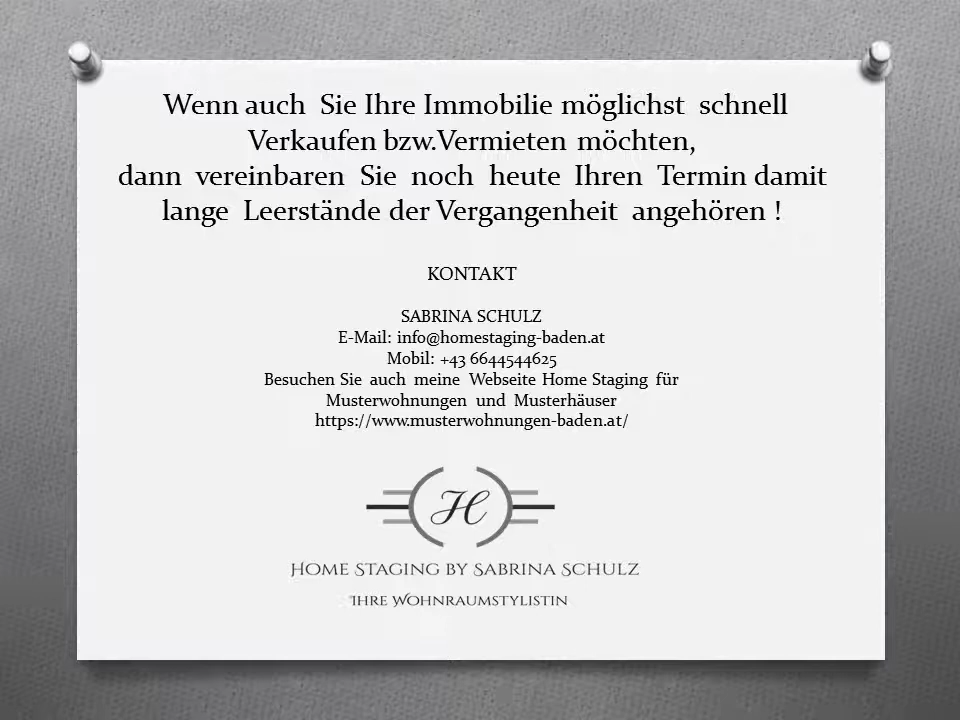 Wenn auch Sie Ihre Immobilie möglichst schnell
Verkaufen bzw.Vermieten möchten,
dann vereinbaren Sie noch heute Ihren Termin damit
lange Leerstände der Vergangenheit angehören !
KONTAKT
SABRINA SCHULZ
E-Mail: info@homestaging-baden.at
Mobil: +43 6644544625
Besuchen Sie auch meine Webseite Home Staging für
Musterwohnungen und Musterhäuser
https://www.musterwohnungen-baden.at/
H
HOME STAGING BY SABRINA SCHULZ
IHRE WOHNRAUMSTYLISTIN